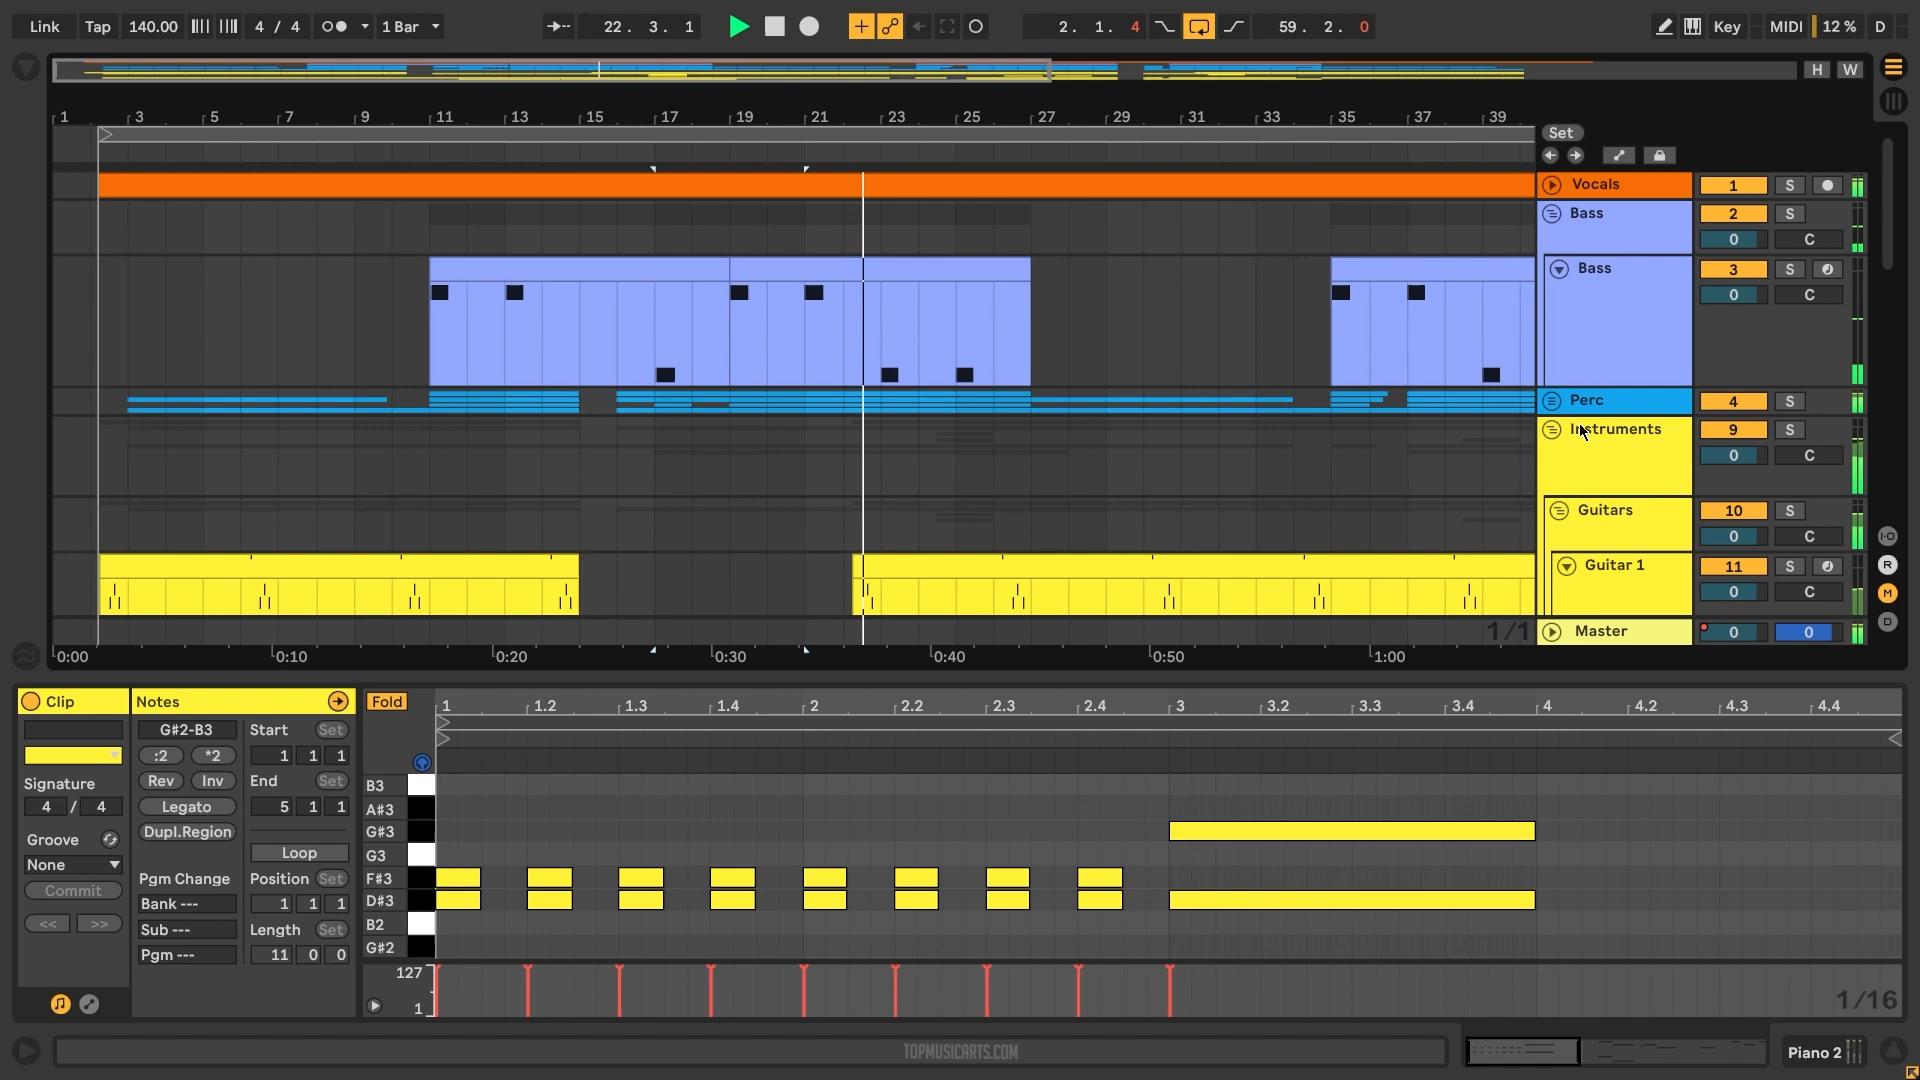 Link Tap 140.00 4 / 4 1 Bar 22. 3. 1 2. 1. 4 59. 2. 0 Key MIDI 12 % D
H W
1 3 5 7 9 11 13 15 17 19 21 23 25 27 29 31 33 35 37 39
Set
Vocals 1 S
Bass 2 S
0 C
Bass 3 S
0 C
Perc 4 S
Instruments 9 S
0 C
Guitars 10 S
0 C
Guitar 1 11 S
0 C
1/1 Master 0 0
0:00 0:10 0:20 0:30 0:40 0:50 1:00
I·O
R
M
D
Clip Notes Fold 1 1.2 1.3 1.4 2 2.2 2.3 2.4 3 3.2 3.3 3.4 4 4.2 4.3 4.4
G#2-B3 Start Set
:2 *2 1 1 1
Signature Rev Inv End Set
4 / 4 Legato 5 1 1
Groove Dupl.Region
None Loop
Commit Pgm Change Position Set
Bank --- 1 1 1
<< >> Sub --- Length Set
Pgm --- 11 0 0
B3
A#3
G#3
G3
F#3
D#3
B2
G#2
127
1
1/16
TOPMUSICARTS.COM Piano 2